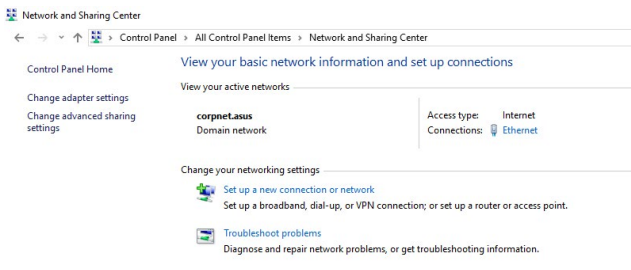 Network and Sharing Center
Control Panel > All Control Panel Items > Network and Sharing Center
Control Panel Home
Change adapter settings
Change advanced sharing
settings
View your basic network information and set up connections
View your active networks
corpnet.asus
Domain network
Access type: Internet
Connections: Ethernet
Change your networking settings
Set up a new connection or network
Set up a broadband, dial-up, or VPN connection; or set up a router or access point.
Troubleshoot problems
Diagnose and repair network problems, or get troubleshooting information.